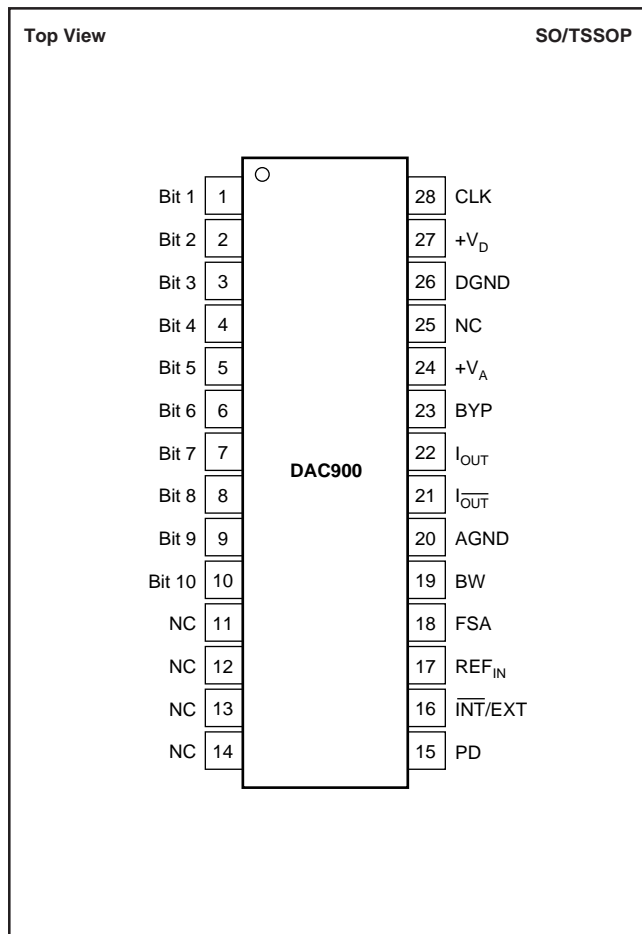 Top View SO/TSSOP
Bit 1 1 28 CLK
Bit 2 2 27 +V_D
Bit 3 3 26 DGND
Bit 4 4 25 NC
Bit 5 5 24 +V_A
Bit 6 6 23 BYP
Bit 7 7 22 I_OUT
DAC900
Bit 8 8 21 I_O̅U̅T̅
Bit 9 9 20 AGND
Bit 10 10 19 BW
NC 11 18 FSA
NC 12 17 REF_IN
NC 13 16 I̅N̅T̅/EXT
NC 14 15 PD